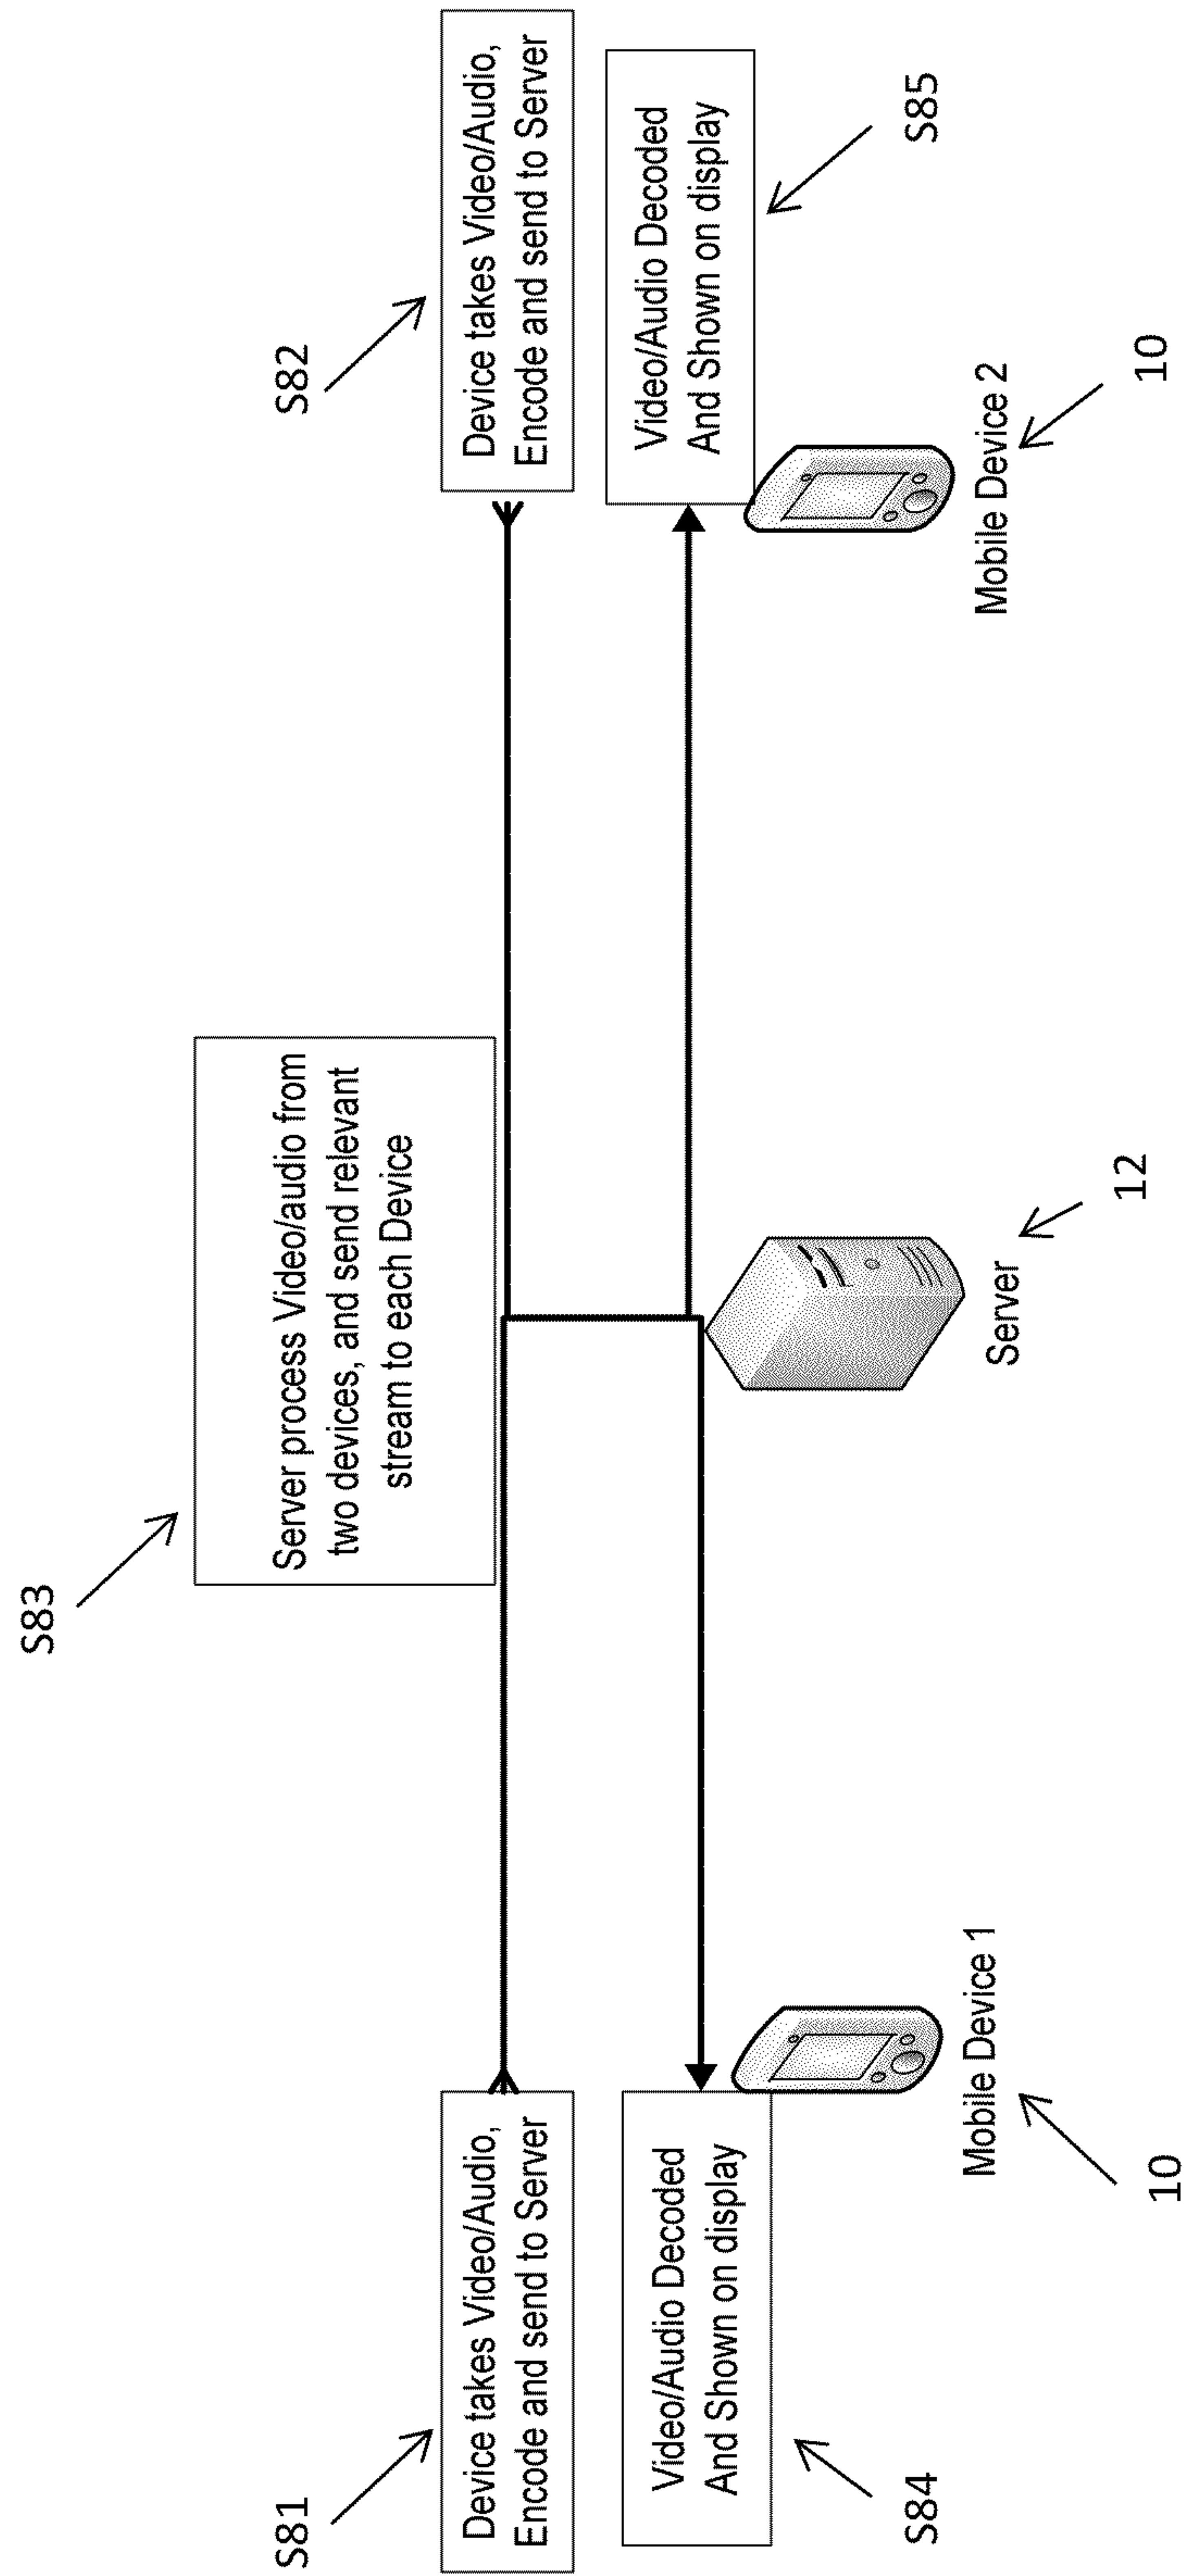 S83
Server process Video/audio from
two devices, and send relevant
stream to each Device
S81
Device takes Video/Audio,
Encode and send to Server
S82
Device takes Video/Audio,
Encode and send to Server
Video/Audio Decoded
And Shown on display
S84
Video/Audio Decoded
And Shown on display
S85
Mobile Device 1
10
Server
12
Mobile Device 2
10